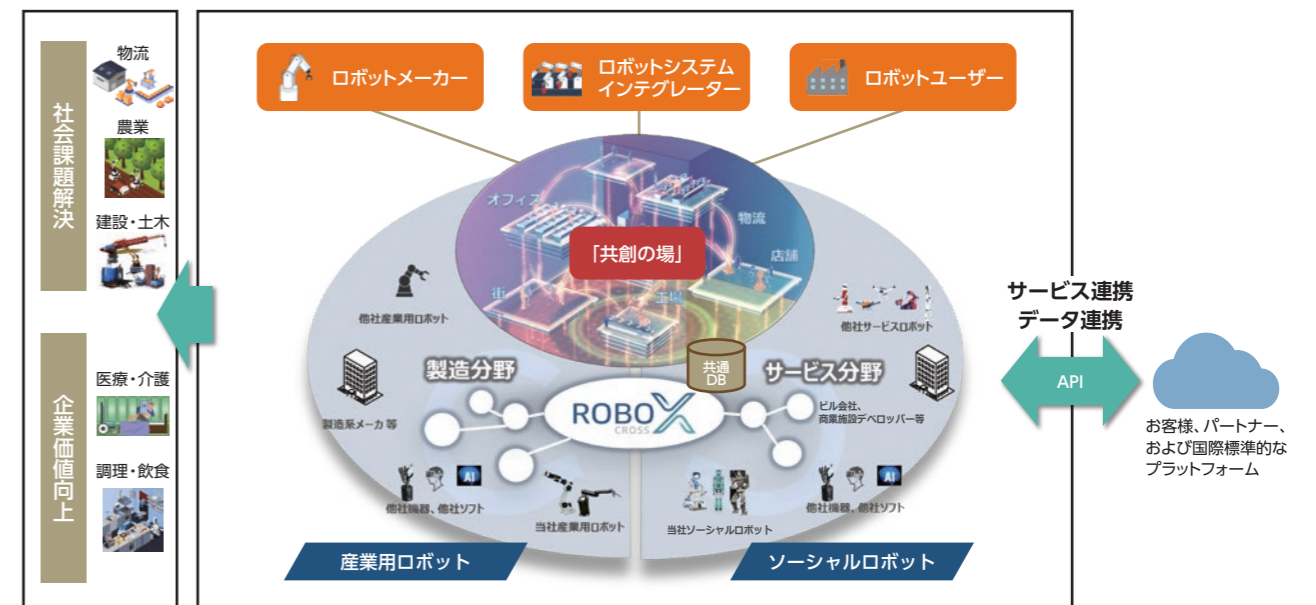 社会課題解決
物流
農業
建設・土木
企業価値向上
医療・介護
調理・飲食
ロボットメーカー
ロボットシステム
インテグレーター
ロボットユーザー
オフィス
物流
「共創の場」
店舗
街
工場
他社産業用ロボット
他社サービスロボット
製造分野
共通
DB
サービス分野
製造系メーカ 等
ROBO X
CROSS
ビル会社、
商業施設デベロッパー等
AI
他社機器、他社ソフト
当社産業用ロボット
当社ソーシャルロボット
AI
他社機器、他社ソフト
産業用ロボット
ソーシャルロボット
サービス連携
データ連携
API
お客様、パートナー、
および国際標準的な
プラットフォーム